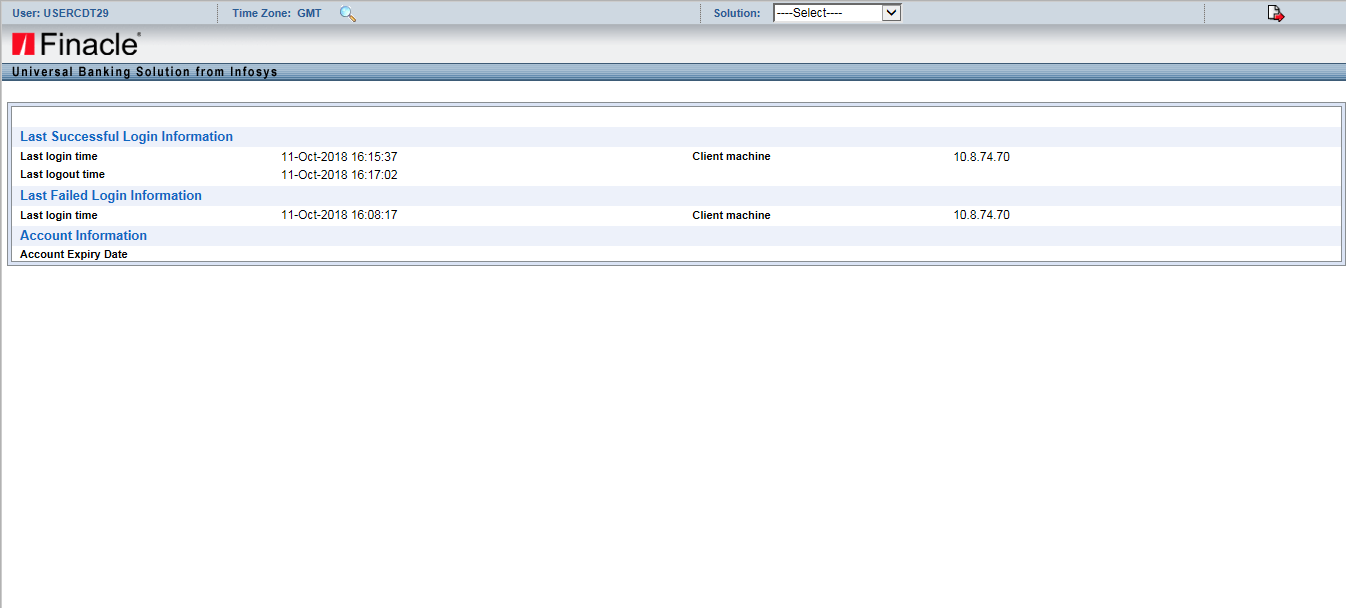 User: USERCDT29 Time Zone: GMT Solution: ----Select----
Finacle®
Universal Banking Solution from Infosys
Last Successful Login Information
Last login time 11-Oct-2018 16:15:37 Client machine 10.8.74.70
Last logout time 11-Oct-2018 16:17:02
Last Failed Login Information
Last login time 11-Oct-2018 16:08:17 Client machine 10.8.74.70
Account Information
Account Expiry Date